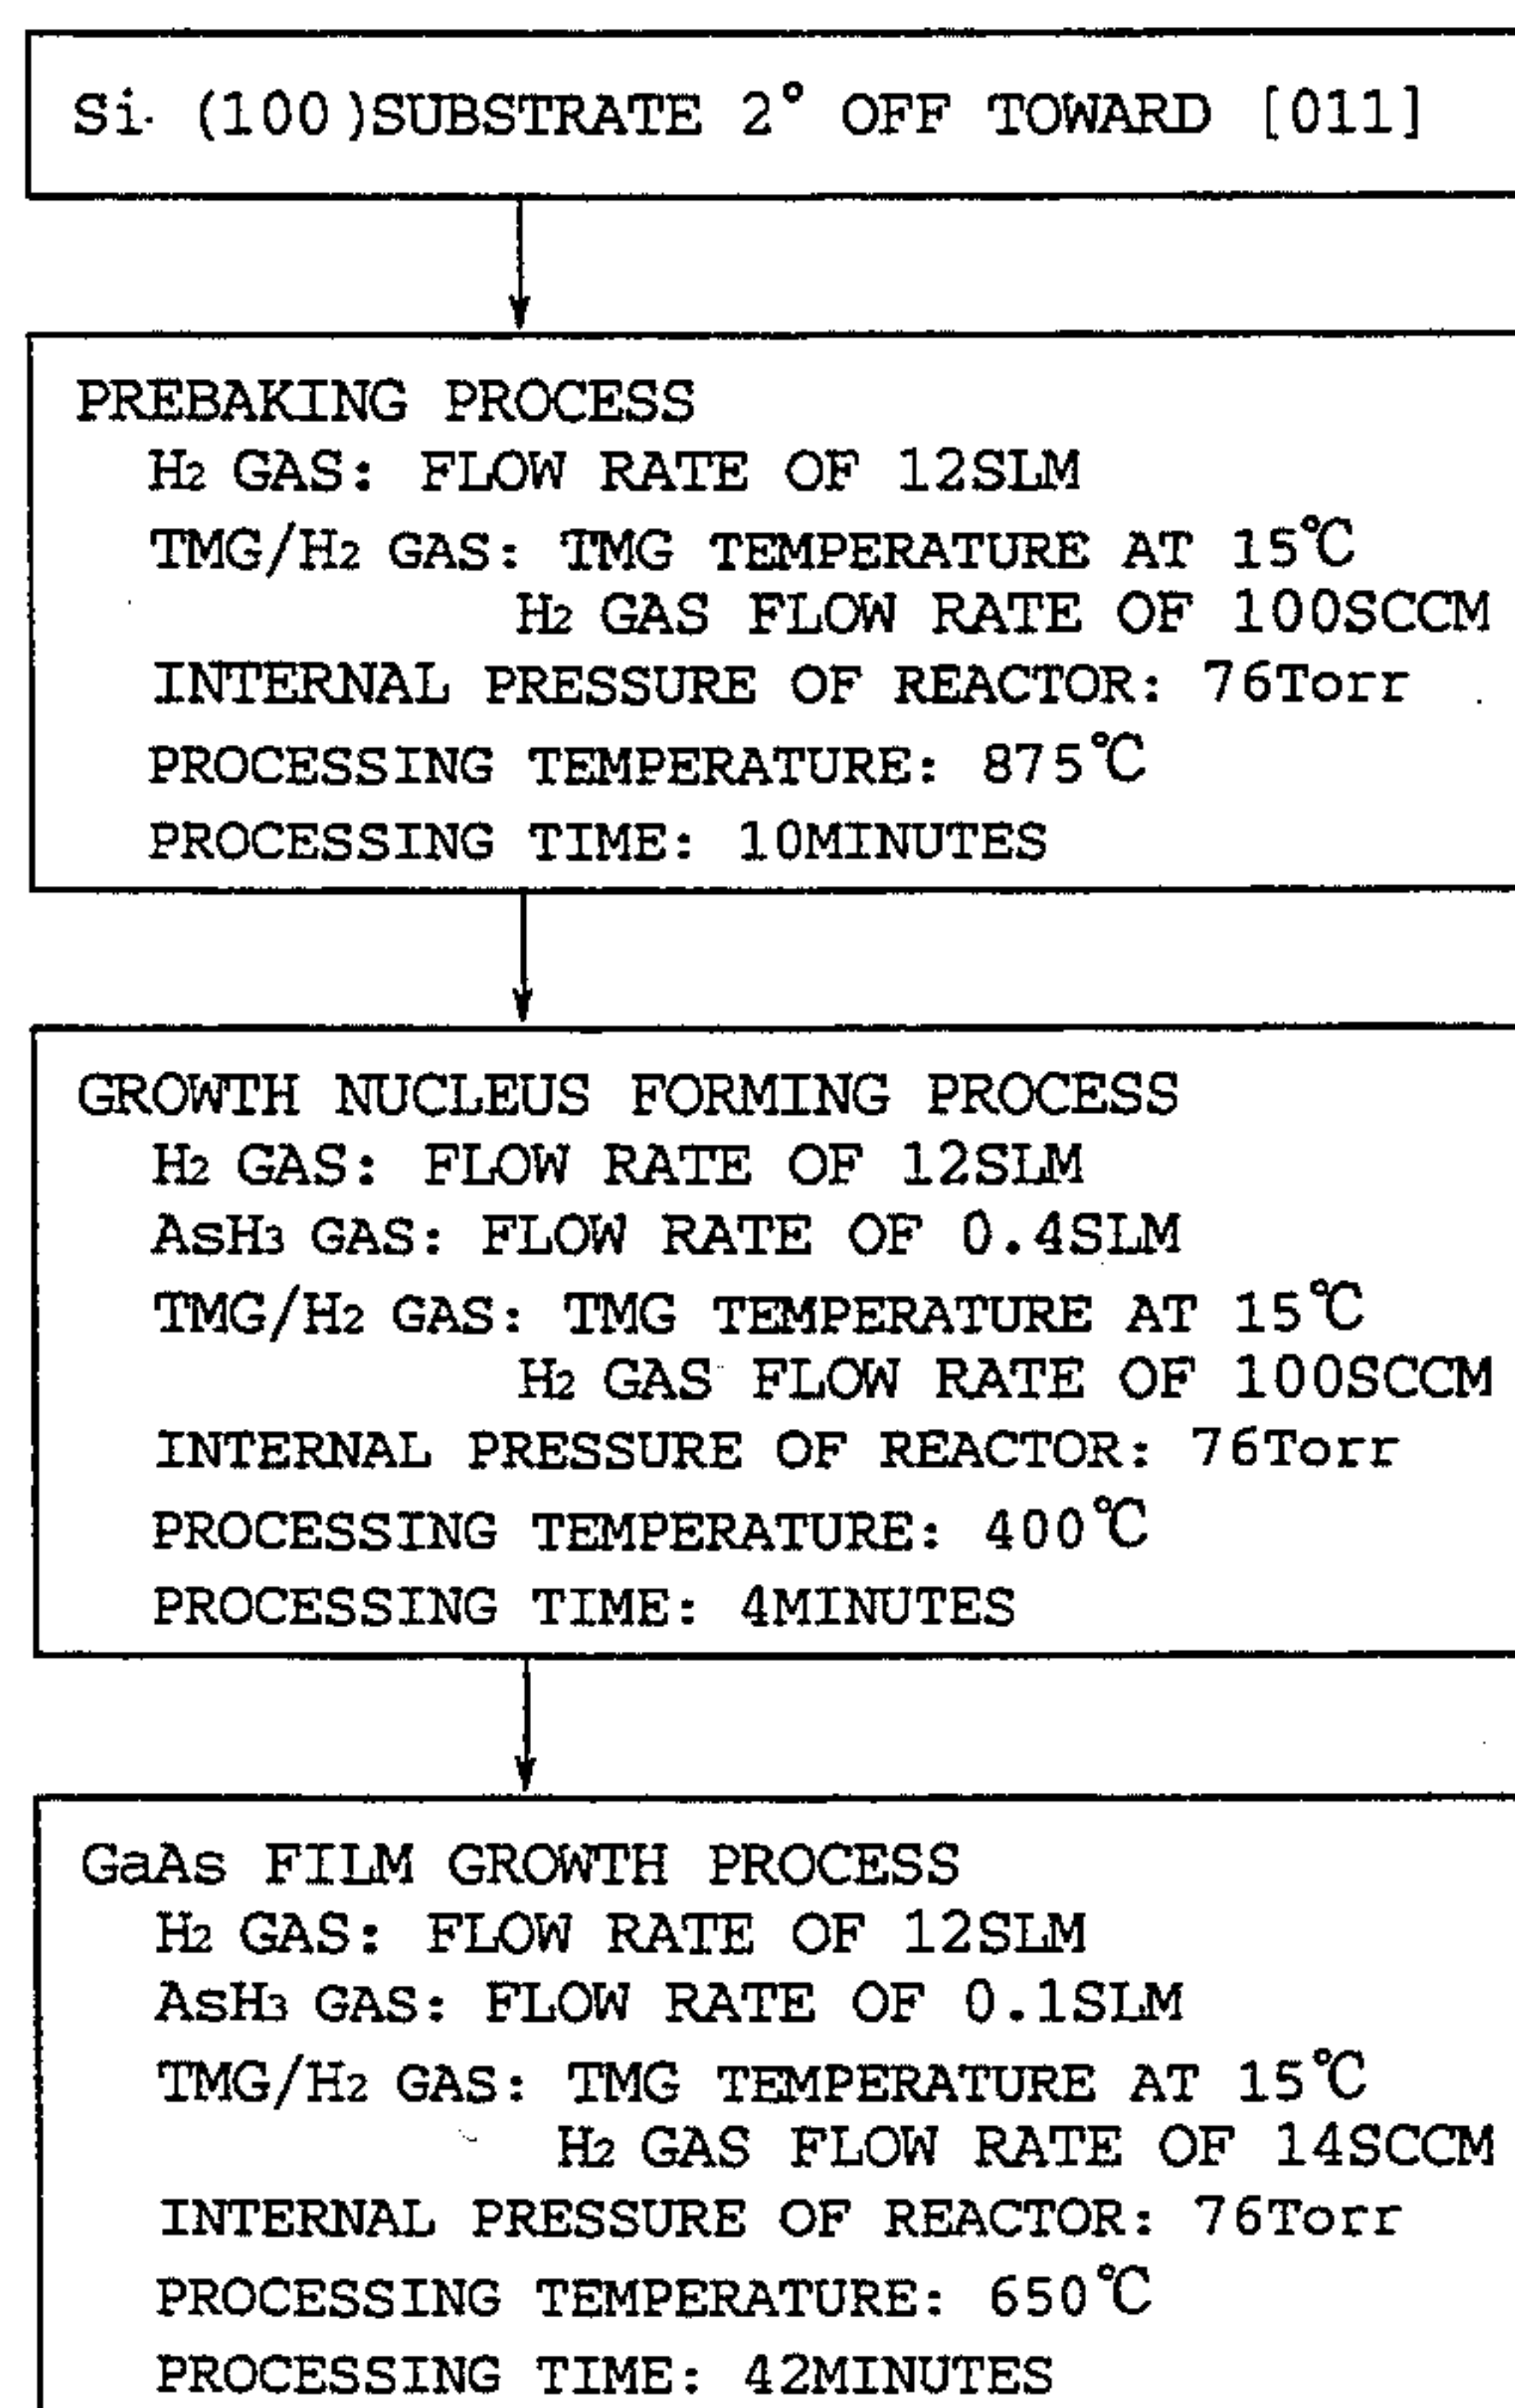 Si (100)SUBSTRATE 2° OFF TOWARD [011]
PREBAKING PROCESS
H2 GAS: FLOW RATE OF 12SLM
TMG/H2 GAS: TMG TEMPERATURE AT 15℃
H2 GAS FLOW RATE OF 100SCCM
INTERNAL PRESSURE OF REACTOR: 76Torr
PROCESSING TEMPERATURE: 875℃
PROCESSING TIME: 10MINUTES
GROWTH NUCLEUS FORMING PROCESS
H2 GAS: FLOW RATE OF 12SLM
AsH3 GAS: FLOW RATE OF 0.4SLM
TMG/H2 GAS: TMG TEMPERATURE AT 15℃
H2 GAS FLOW RATE OF 100SCCM
INTERNAL PRESSURE OF REACTOR: 76Torr
PROCESSING TEMPERATURE: 400℃
PROCESSING TIME: 4MINUTES
GaAs FILM GROWTH PROCESS
H2 GAS: FLOW RATE OF 12SLM
AsH3 GAS: FLOW RATE OF 0.1SLM
TMG/H2 GAS: TMG TEMPERATURE AT 15℃
H2 GAS FLOW RATE OF 14SCCM
INTERNAL PRESSURE OF REACTOR: 76Torr
PROCESSING TEMPERATURE: 650℃
PROCESSING TIME: 42MINUTES